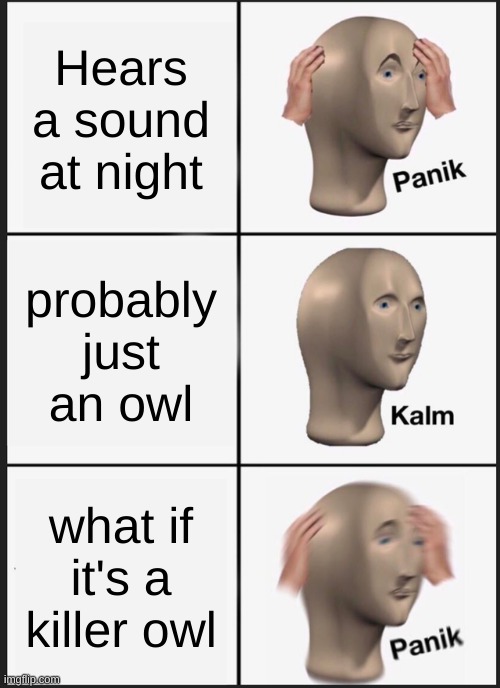 Hears
a sound
at night
Panik
probably
just
an owl
Kalm
what if
it's a
killer owl
Panik
imgflip.com